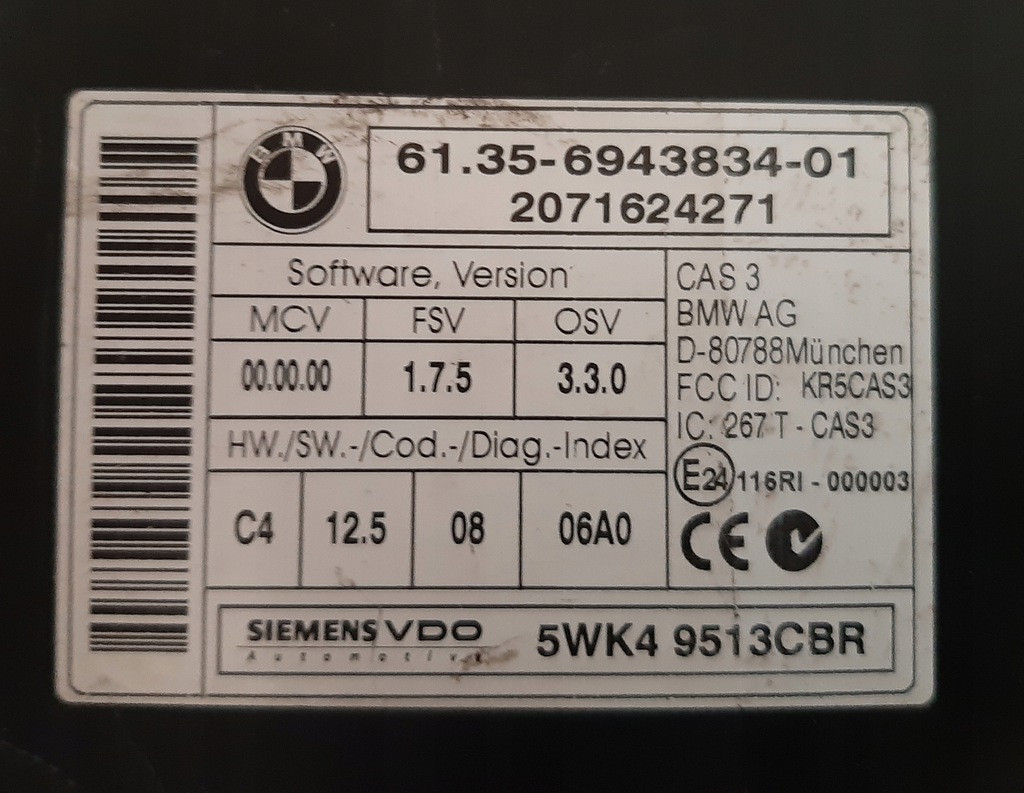 BMW
61.35-6943834-01
2071624271
Software, Version
MCV FSV OSV
00.00.00 1.7.5 3.3.0
HW./SW.-/Cod.-/Diag.-Index
C4 12.5 08 06A0
CAS 3
BMW AG
D-80788München
FCC ID: KR5CAS3
IC: 267 T - CAS3
E24 116RI - 000003
CE
SIEMENS VDO
Automotive
5WK4 9513CBR